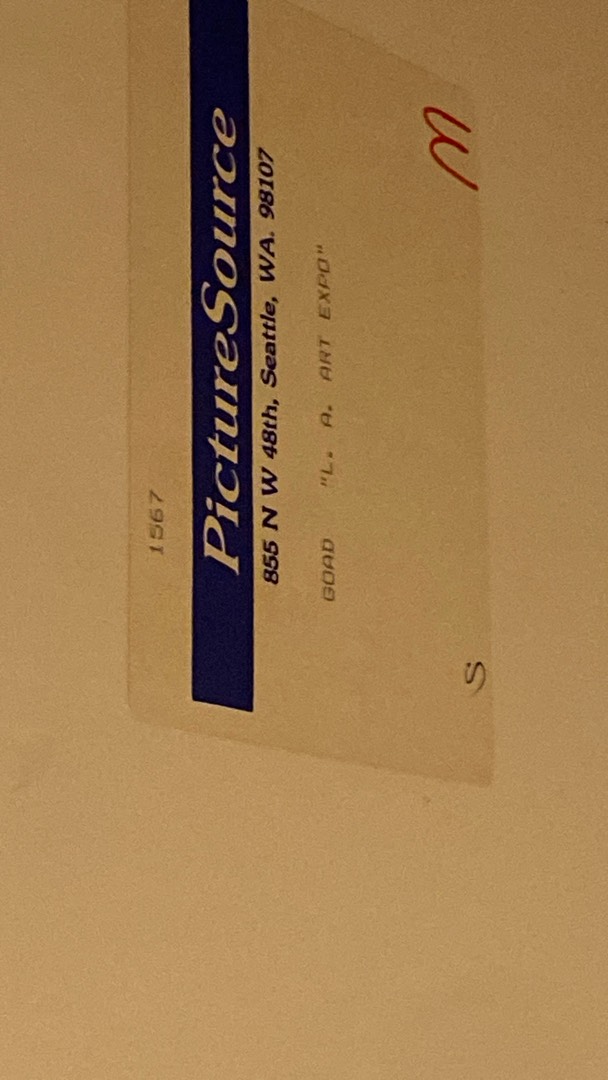 1567
PictureSource
855 N W 48th, Seattle, WA. 98107
GOAD "L. A. ART EXPO"
S